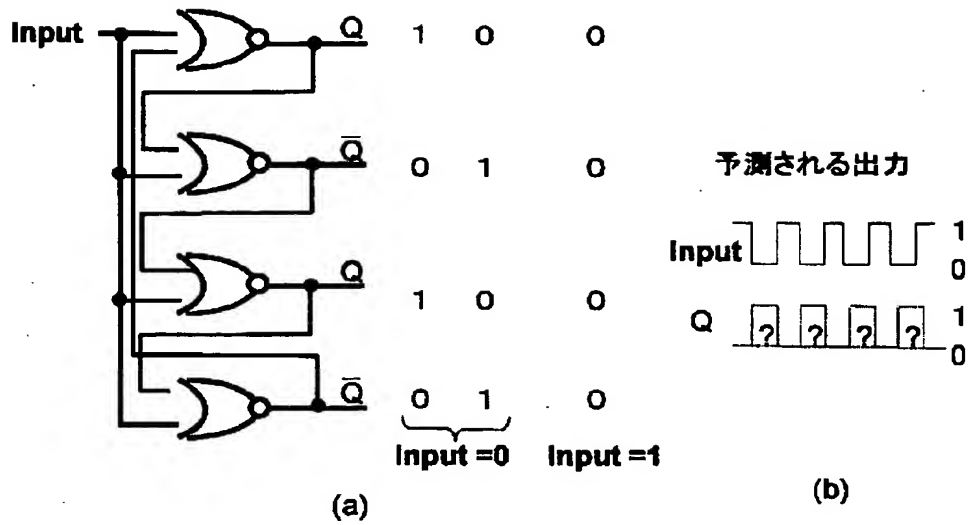 Input Q 1 0 0
Q̅ 0 1 0
予測される出力
Input 1
0
Q 1 0 0
Q ? ? ? ? 1
0
Q̅ 0 1 0
Input =0 Input =1
(a) (b)